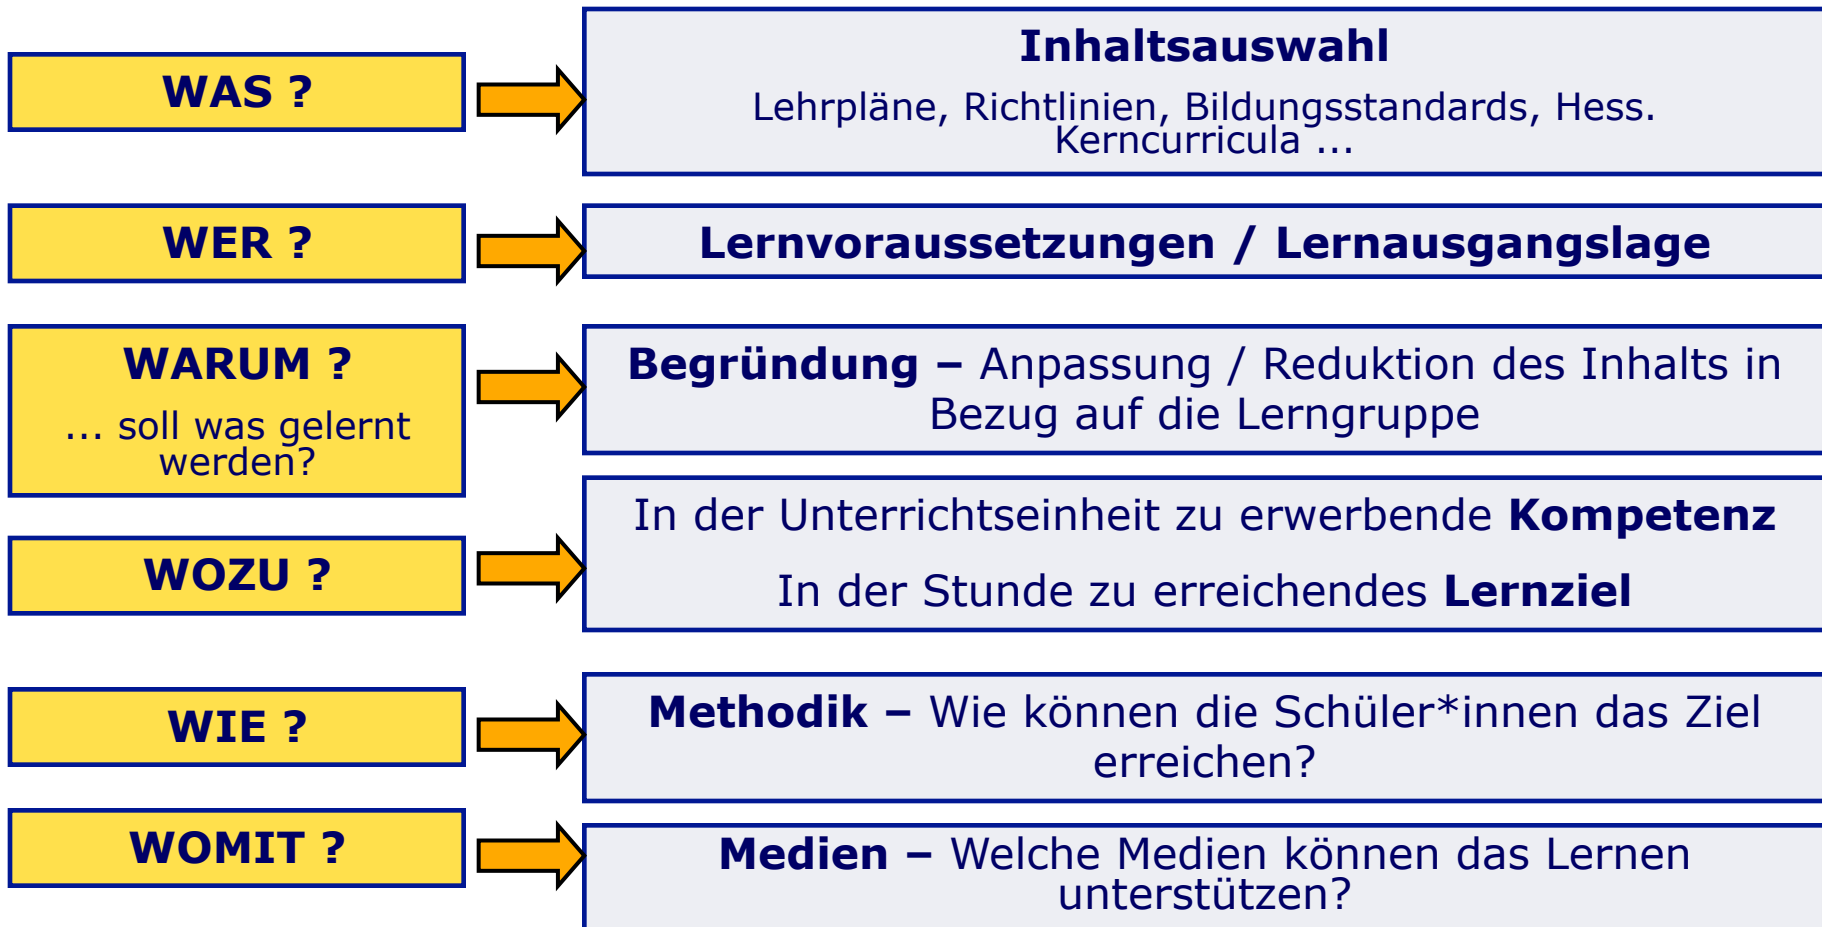 WAS ?
Inhaltsauswahl
Lehrpläne, Richtlinien, Bildungsstandards, Hess.
Kerncurricula ...
WER ?
Lernvoraussetzungen / Lernausgangslage
WARUM ?
... soll was gelernt
werden?
Begründung – Anpassung / Reduktion des Inhalts in
Bezug auf die Lerngruppe
WOZU ?
In der Unterrichtseinheit zu erwerbende Kompetenz
In der Stunde zu erreichendes Lernziel
WIE ?
Methodik – Wie können die Schüler*innen das Ziel
erreichen?
WOMIT ?
Medien – Welche Medien können das Lernen
unterstützen?